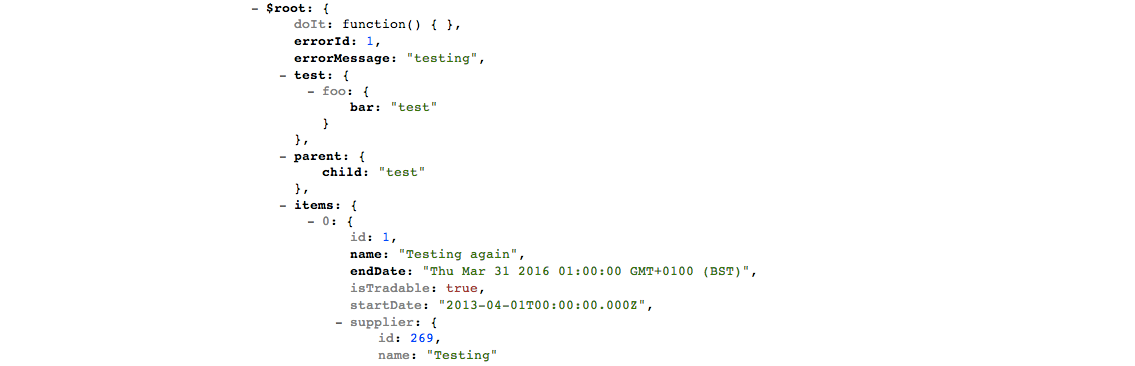 - $root: {
doIt: function() { },
errorId: 1,
errorMessage: "testing",
- test: {
- foo: {
bar: "test"
}
},
- parent: {
child: "test"
},
- items: {
- 0: {
id: 1,
name: "Testing again",
endDate: "Thu Mar 31 2016 01:00:00 GMT+0100 (BST)",
isTradable: true,
startDate: "2013-04-01T00:00:00.000Z",
- supplier: {
id: 269,
name: "Testing"